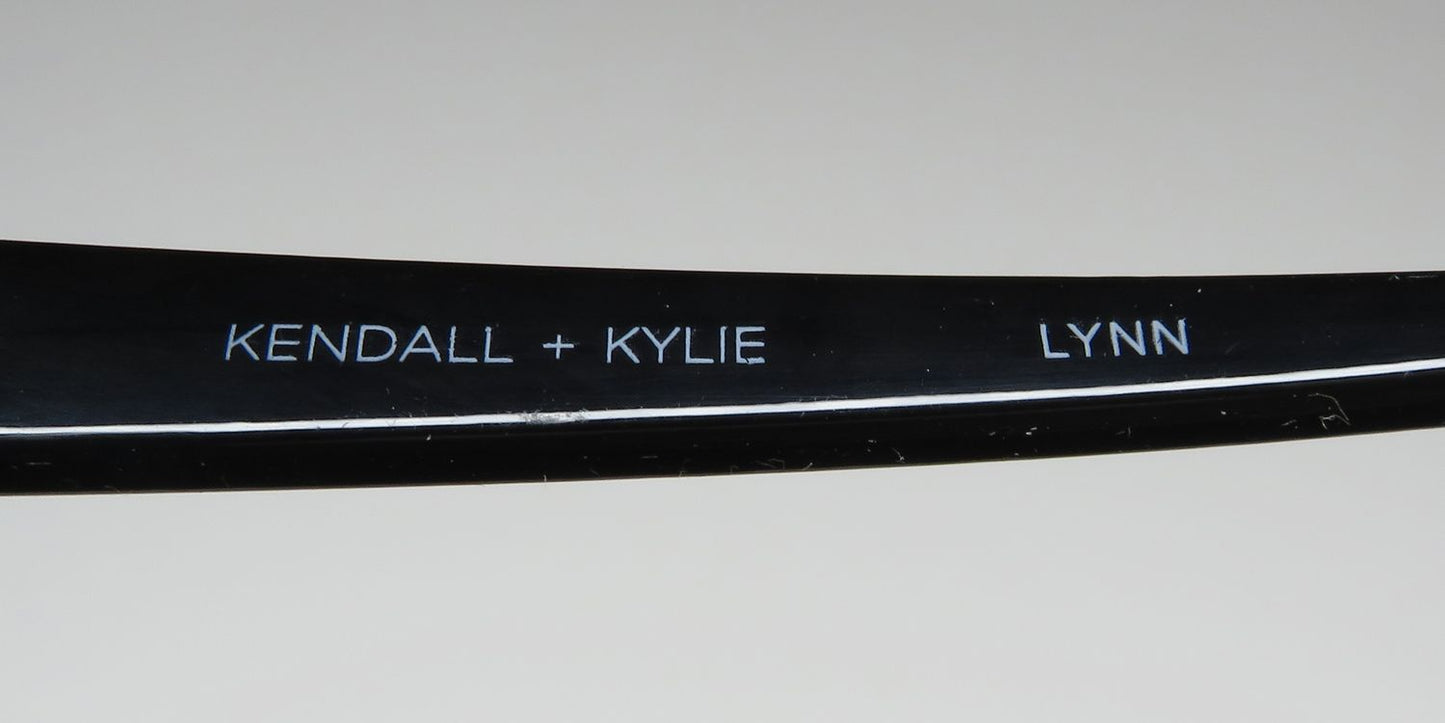 KENDALL + KYLIE LYNN